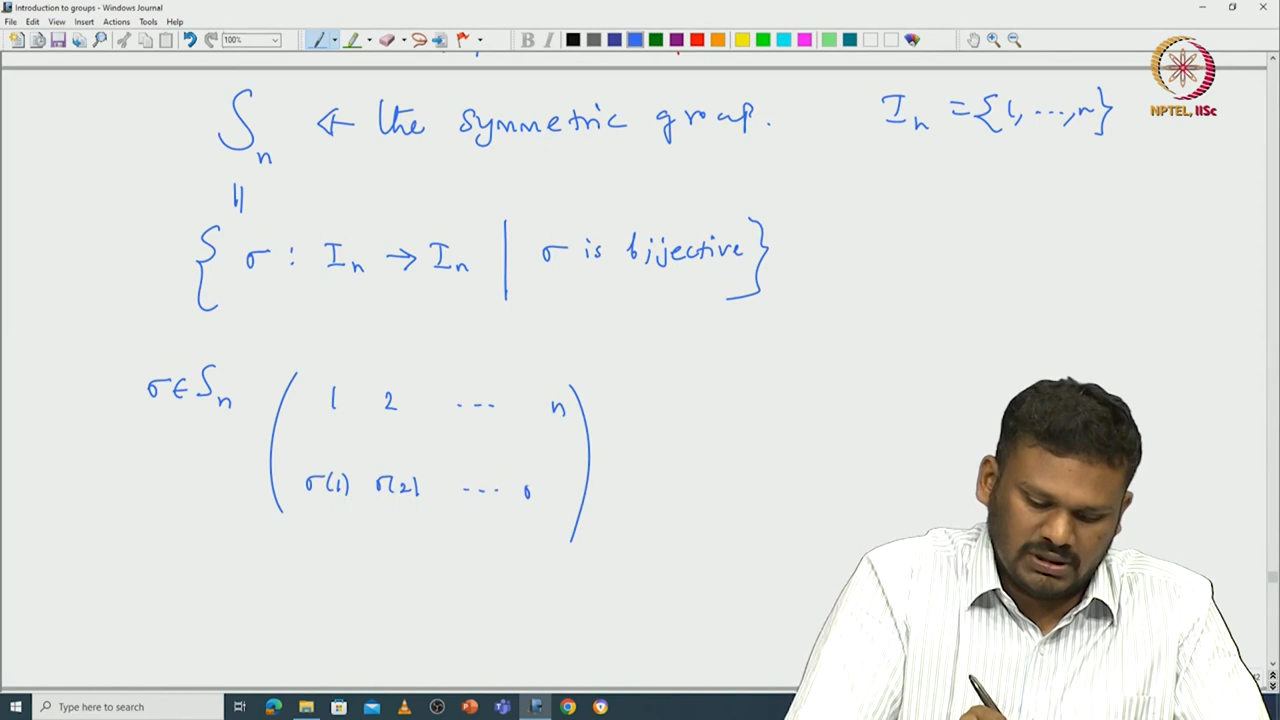 Introduction to groups - Windows Journal
File Edit View Insert Actions Tools Help
100%
B I
NPTEL, IISc
Sₙ ← the symmetric group. Iₙ = {1, ..., n}
||
{ σ : Iₙ → Iₙ | σ is bijective }
σ ∈ Sₙ ( 1 2 ... n
σ(1) σ(2) ... )
Type here to search